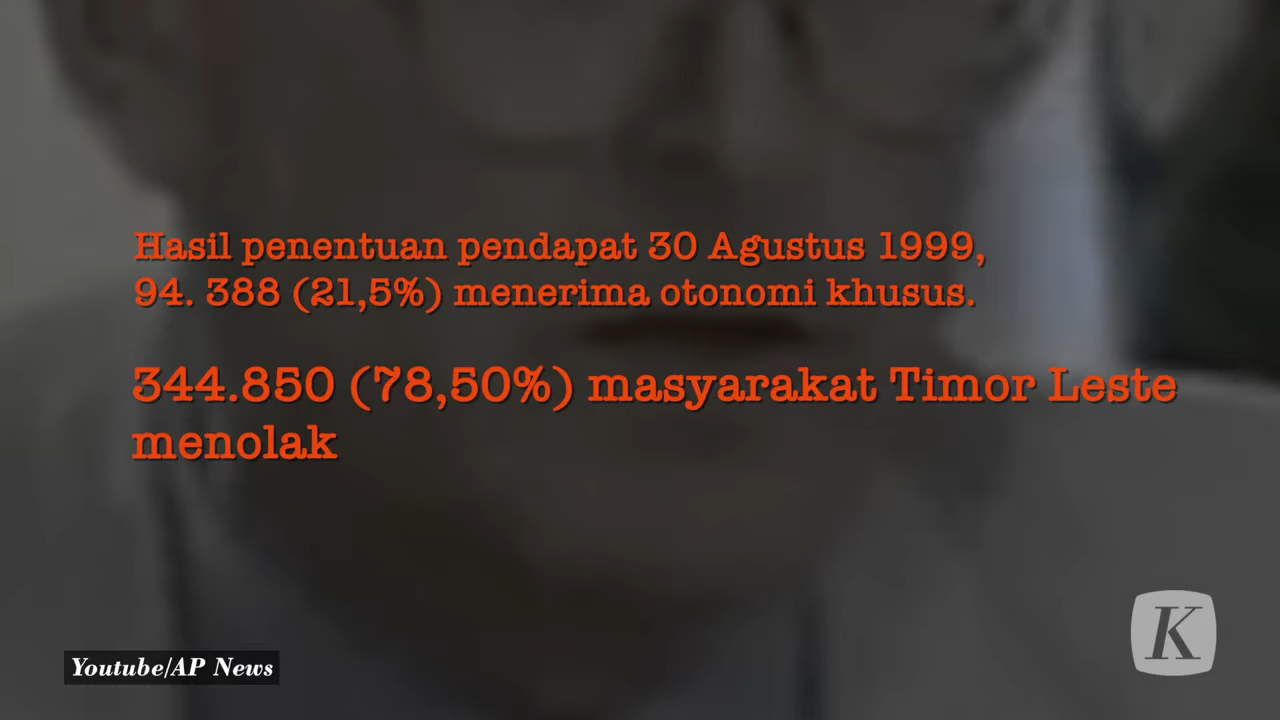 Hasil penentuan pendapat 30 Agustus 1999,
94. 388 (21,5%) menerima otonomi khusus.
344.850 (78,50%) masyarakat Timor Leste
menolak
Youtube/AP News
K